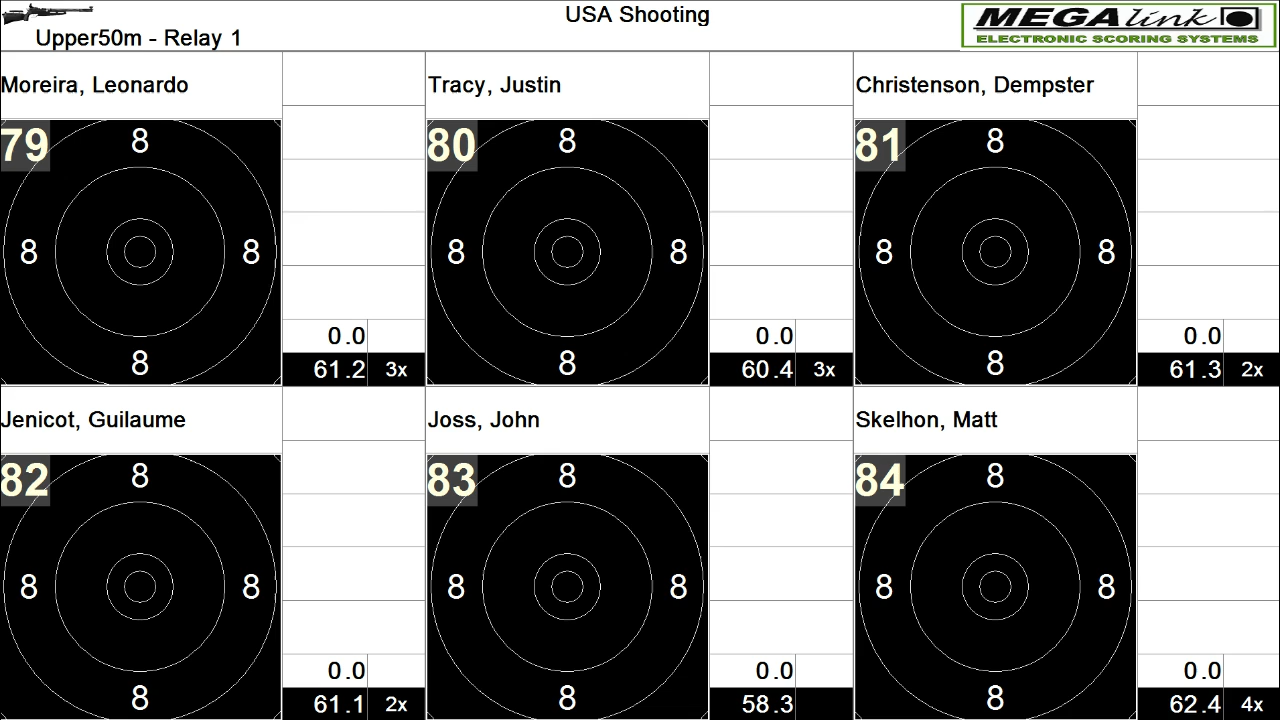 USA Shooting
Upper50m - Relay 1
MEGAlink
ELECTRONIC SCORING SYSTEMS
Moreira, Leonardo
79
8
8 8
8
0.0
61.2 3x
Tracy, Justin
80
8
8 8
8
0.0
60.4 3x
Christenson, Dempster
81
8
8 8
8
0.0
61.3 2x
Jenicot, Guilaume
82
8
8 8
8
0.0
61.1 2x
Joss, John
83
8
8 8
8
0.0
58.3
Skelhon, Matt
84
8
8 8
8
0.0
62.4 4x